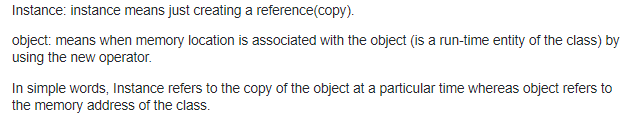 Instance: instance means just creating a reference(copy).
object: means when memory location is associated with the object (is a run-time entity of the class) by
using the new operator.
In simple words, Instance refers to the copy of the object at a particular time whereas object refers to
the memory address of the class.